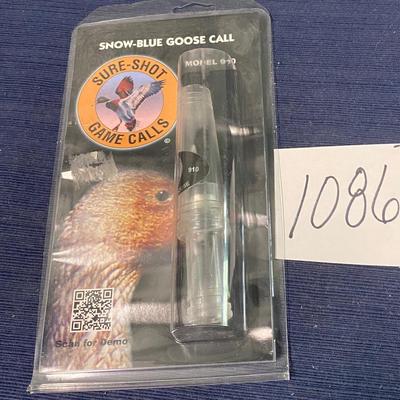 SNOW-BLUE GOOSE CALL
MODEL 910
SURE-SHOT
GAME CALLS
©
910
1086
Scan for Demo